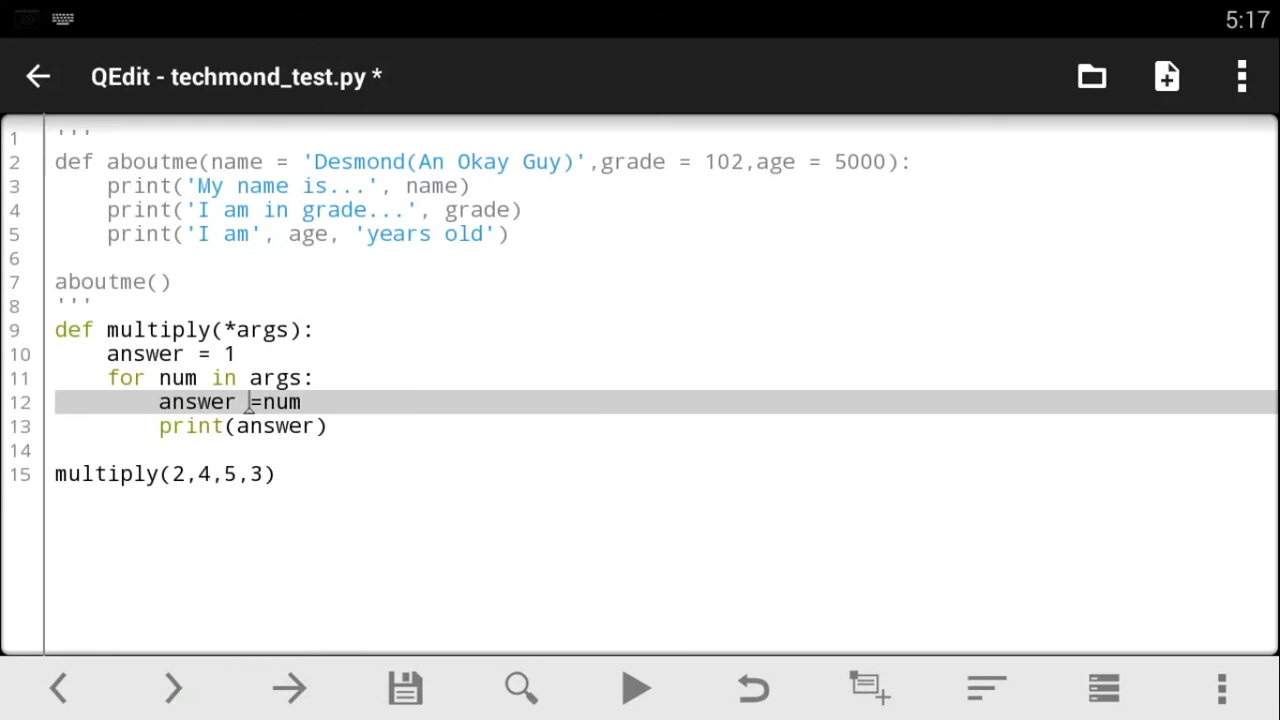 5:17
QEdit - techmond_test.py *
1 '''
2 def aboutme(name = 'Desmond(An Okay Guy)',grade = 102,age = 5000):
3     print('My name is...', name)
4     print('I am in grade...', grade)
5     print('I am', age, 'years old')
6
7 aboutme()
8 '''
9 def multiply(*args):
10     answer = 1
11     for num in args:
12         answer =num
13         print(answer)
14
15 multiply(2,4,5,3)